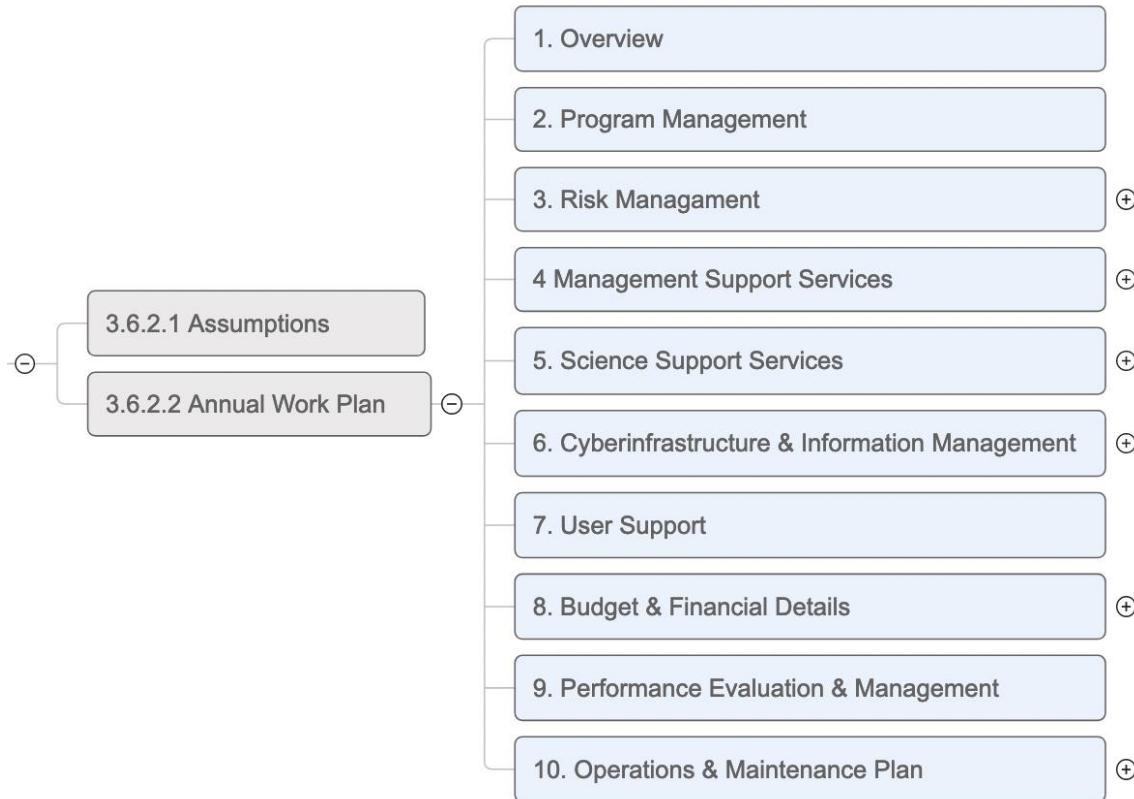 3.6.2.1 Assumptions
3.6.2.2 Annual Work Plan
1. Overview
2. Program Management
3. Risk Managament
4 Management Support Services
5. Science Support Services
6. Cyberinfrastructure & Information Management
7. User Support
8. Budget & Financial Details
9. Performance Evaluation & Management
10. Operations & Maintenance Plan